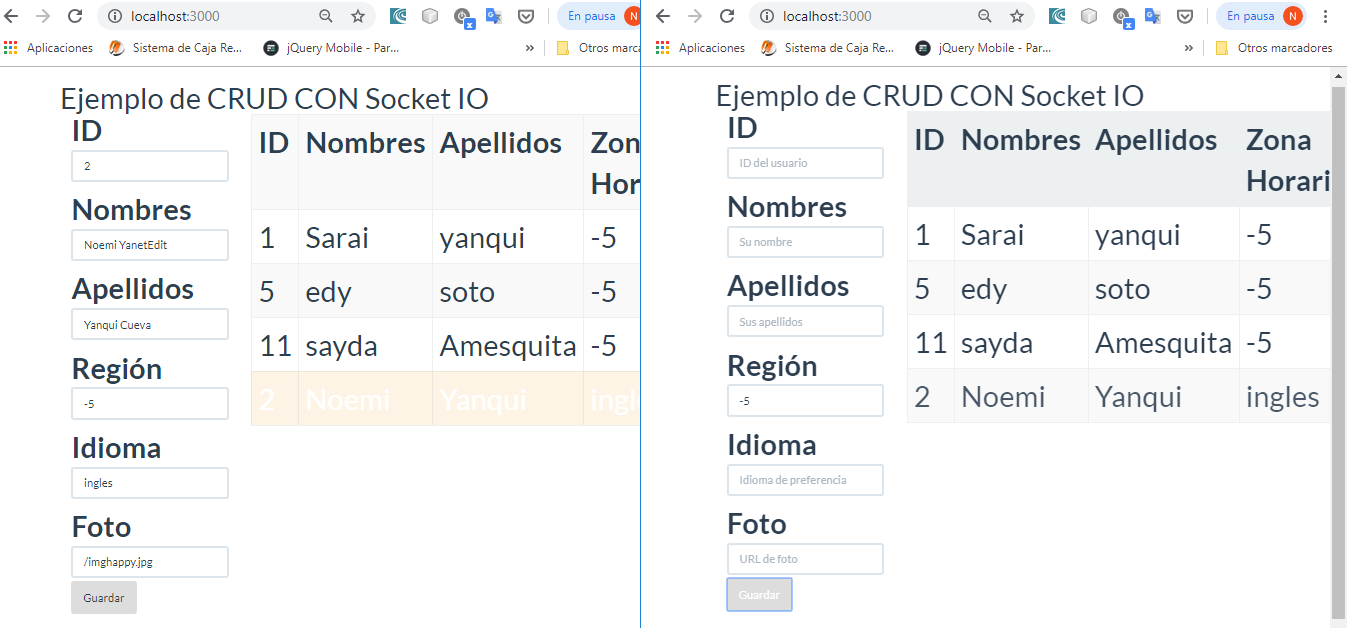 localhost:3000
En pausa
N
Aplicaciones
Sistema de Caja Re...
jQuery Mobile - Par...
»
Otros marca
Ejemplo de CRUD CON Socket IO
ID
2
Nombres
Noemi YanetEdit
Apellidos
Yanqui Cueva
Región
-5
Idioma
ingles
Foto
/imghappy.jpg
Guardar
ID Nombres Apellidos Zon
Hor
1 Sarai yanqui -5
5 edy soto -5
11 sayda Amesquita -5
2 Noemi Yanqui ingl
localhost:3000
En pausa
N
Aplicaciones
Sistema de Caja Re...
jQuery Mobile - Par...
»
Otros marcadores
Ejemplo de CRUD CON Socket IO
ID
ID del usuario
Nombres
Su nombre
Apellidos
Sus apellidos
Región
-5
Idioma
Idioma de preferencia
Foto
URL de foto
Guardar
ID Nombres Apellidos Zona
Horari
1 Sarai yanqui -5
5 edy soto -5
11 sayda Amesquita -5
2 Noemi Yanqui ingles